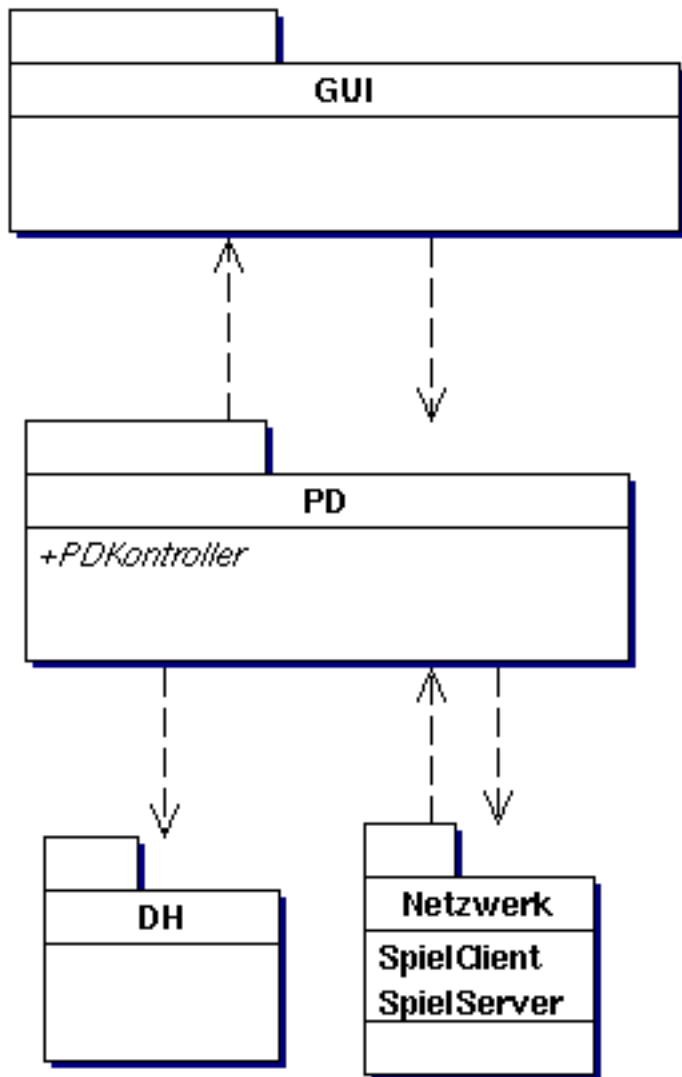 GUI
PD
+PDKontroller
DH
Netzwerk
SpielClient
SpielServer